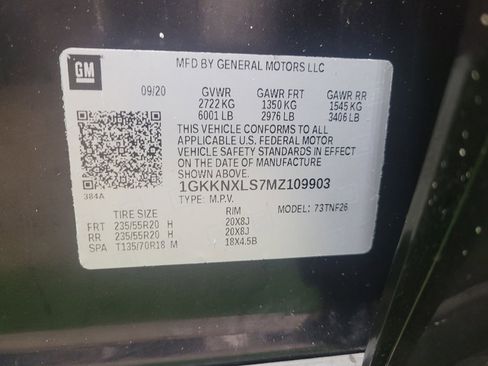 GM
MFD BY GENERAL MOTORS LLC
09/20 GVWR GAWR FRT GAWR RR
2722 KG 1350 KG 1545 KG
6001 LB 2976 LB 3406 LB
THIS VEHICLE CONFORMS TO ALL
APPLICABLE U.S. FEDERAL MOTOR
VEHICLE SAFETY STANDARDS IN EFFECT
ON THE DATE OF MANUFACTURE
SHOWN ABOVE.
384A 1GKKNXLS7MZ109903
TYPE: M.P.V. MODEL: 73TNF26
TIRE SIZE RIM
FRT 235/55R20 H 20X8J
RR 235/55R20 H 20X8J
SPA T135/70R18 M 18X4.5B